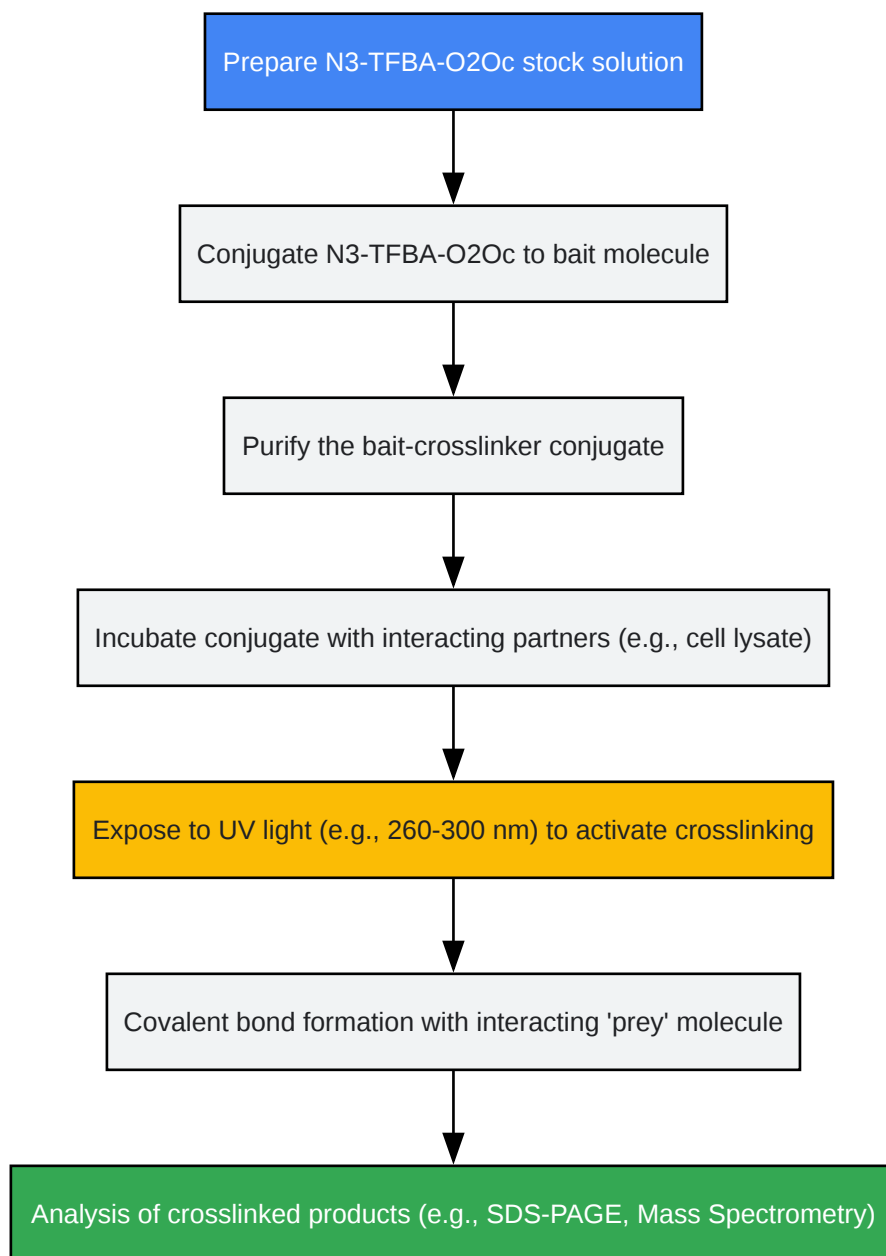 Prepare N3-TFBA-O2Oc stock solution
Conjugate N3-TFBA-O2Oc to bait molecule
Purify the bait-crosslinker conjugate
Incubate conjugate with interacting partners (e.g., cell lysate)
Expose to UV light (e.g., 260-300 nm) to activate crosslinking
Covalent bond formation with interacting 'prey' molecule
Analysis of crosslinked products (e.g., SDS-PAGE, Mass Spectrometry)